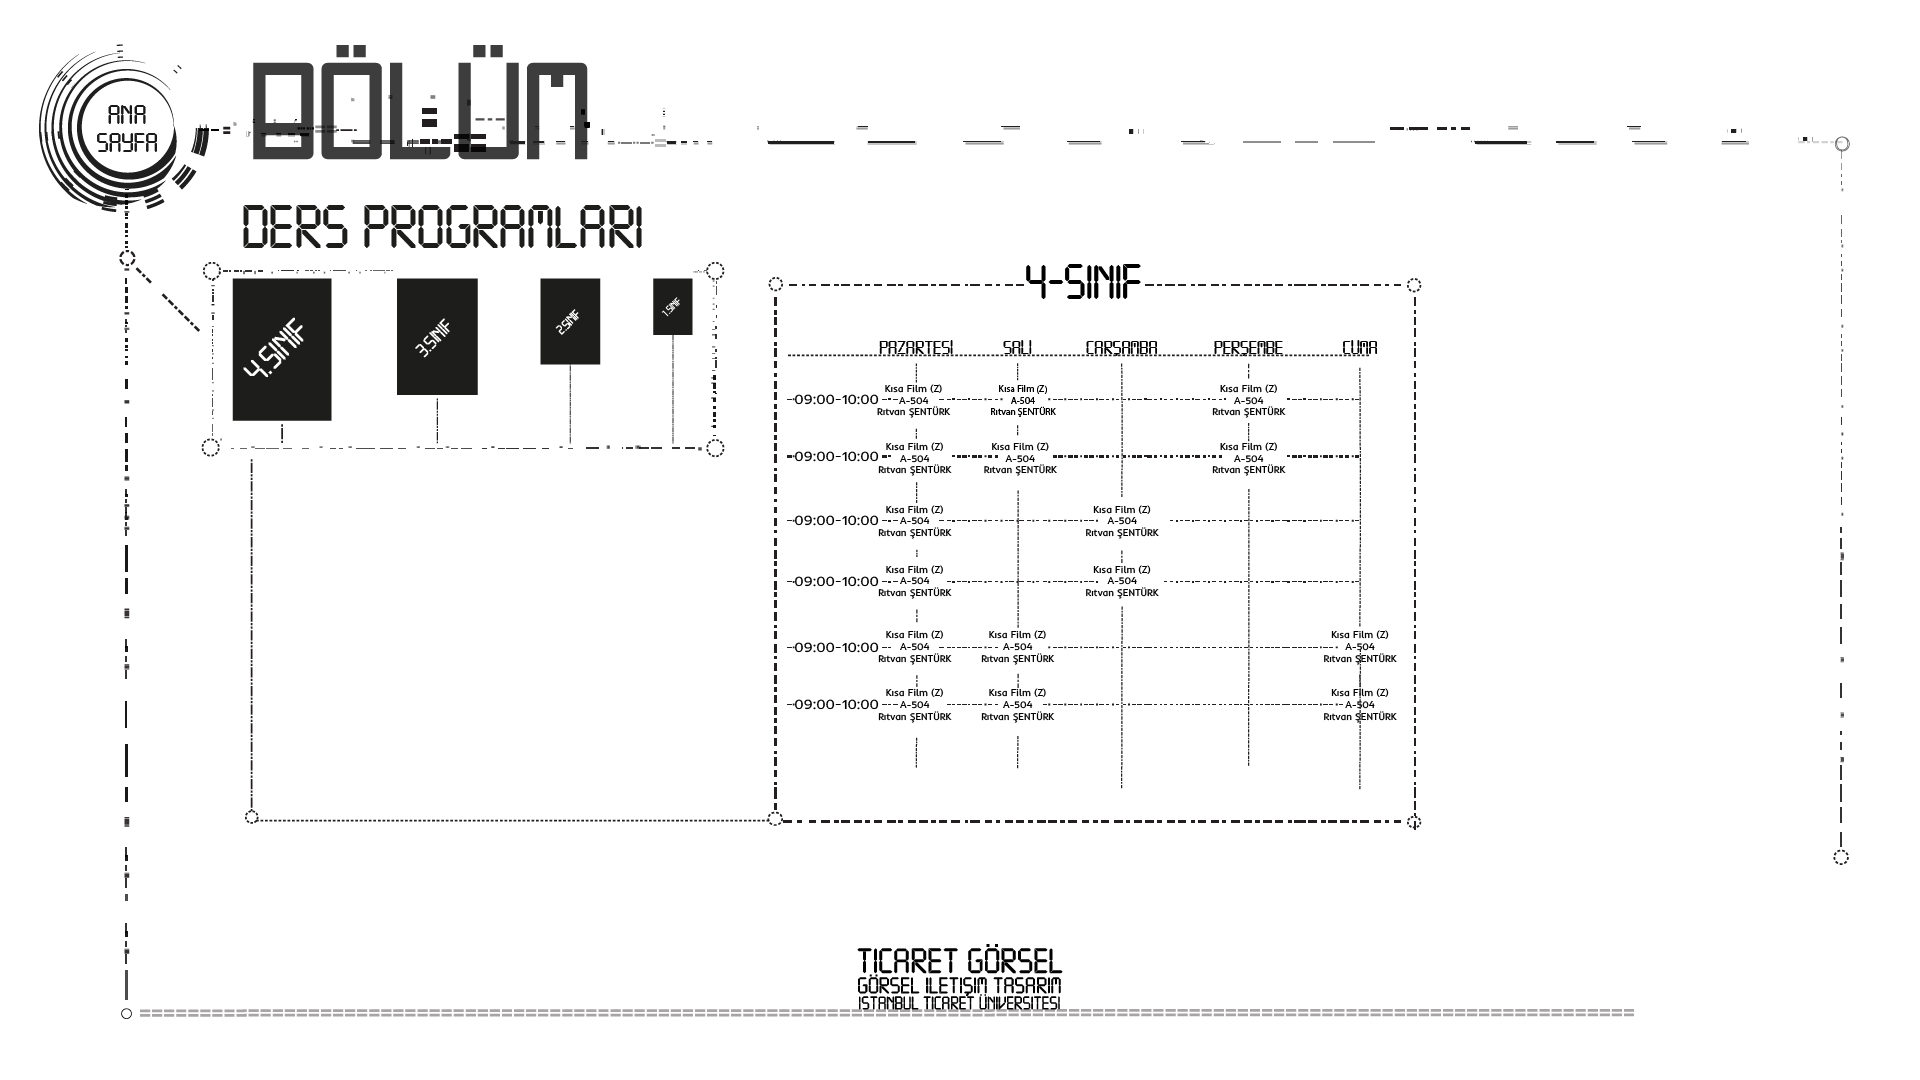 ANA
SAYFA
BÖLÜM
DERS PROGRAMLARI
4.SINIF
3.SINIF
2.SINIF
1.SINIF
4-SINIF
PAZARTESI SALI CARSAMBA PERSEMBE CUMA
Kısa Film (Z) Kısa Film (Z) Kısa Film (Z)
09:00-10:00 A-504 A-504 A-504
Rıtvan ŞENTÜRK Rıtvan ŞENTÜRK Rıtvan ŞENTÜRK
Kısa Film (Z) Kısa Film (Z) Kısa Film (Z)
09:00-10:00 A-504 A-504 A-504
Rıtvan ŞENTÜRK Rıtvan ŞENTÜRK Rıtvan ŞENTÜRK
Kısa Film (Z) Kısa Film (Z)
09:00-10:00 A-504 A-504
Rıtvan ŞENTÜRK Rıtvan ŞENTÜRK
Kısa Film (Z) Kısa Film (Z)
09:00-10:00 A-504 A-504
Rıtvan ŞENTÜRK Rıtvan ŞENTÜRK
Kısa Film (Z) Kısa Film (Z) Kısa Film (Z)
09:00-10:00 A-504 A-504 A-504
Rıtvan ŞENTÜRK Rıtvan ŞENTÜRK Rıtvan ŞENTÜRK
Kısa Film (Z) Kısa Film (Z) Kısa Film (Z)
09:00-10:00 A-504 A-504 A-504
Rıtvan ŞENTÜRK Rıtvan ŞENTÜRK Rıtvan ŞENTÜRK
TICARET GÖRSEL
GÖRSEL ILETIŞIM TASARIM
ISTANBUL TICARET ÜNIVERSITESI